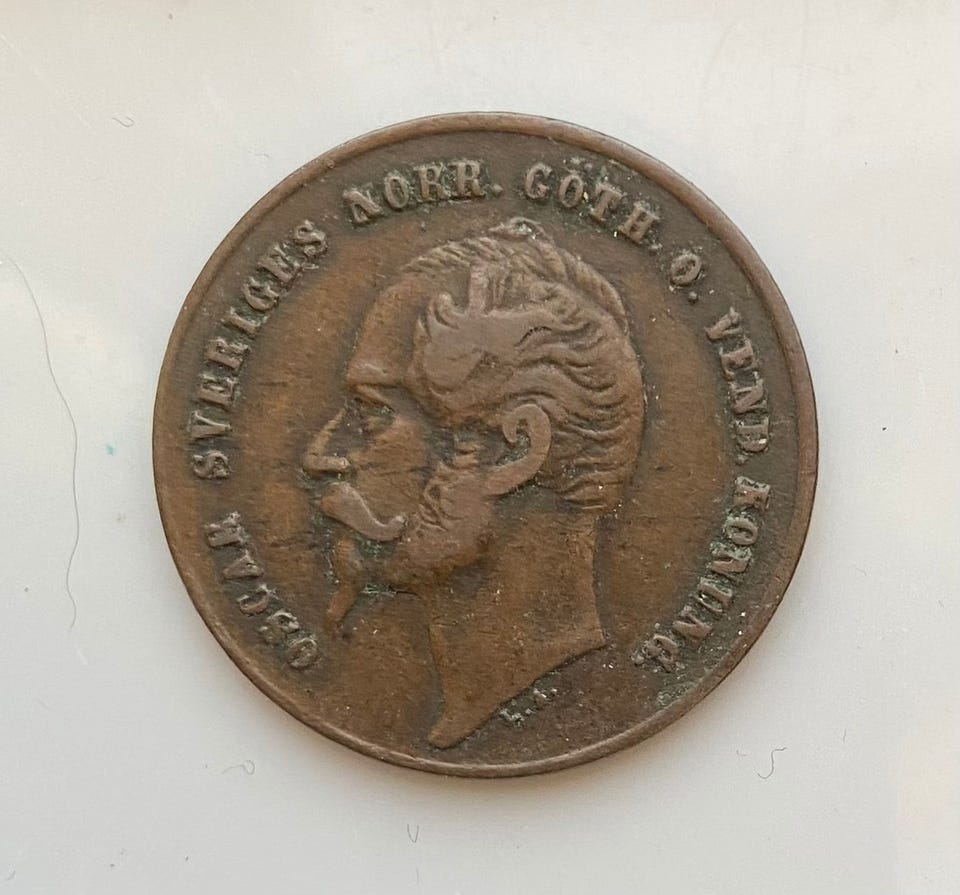 OSCAR SVERIGES NORR. GÖTH. O. VEND. KONUNG.
L.A.